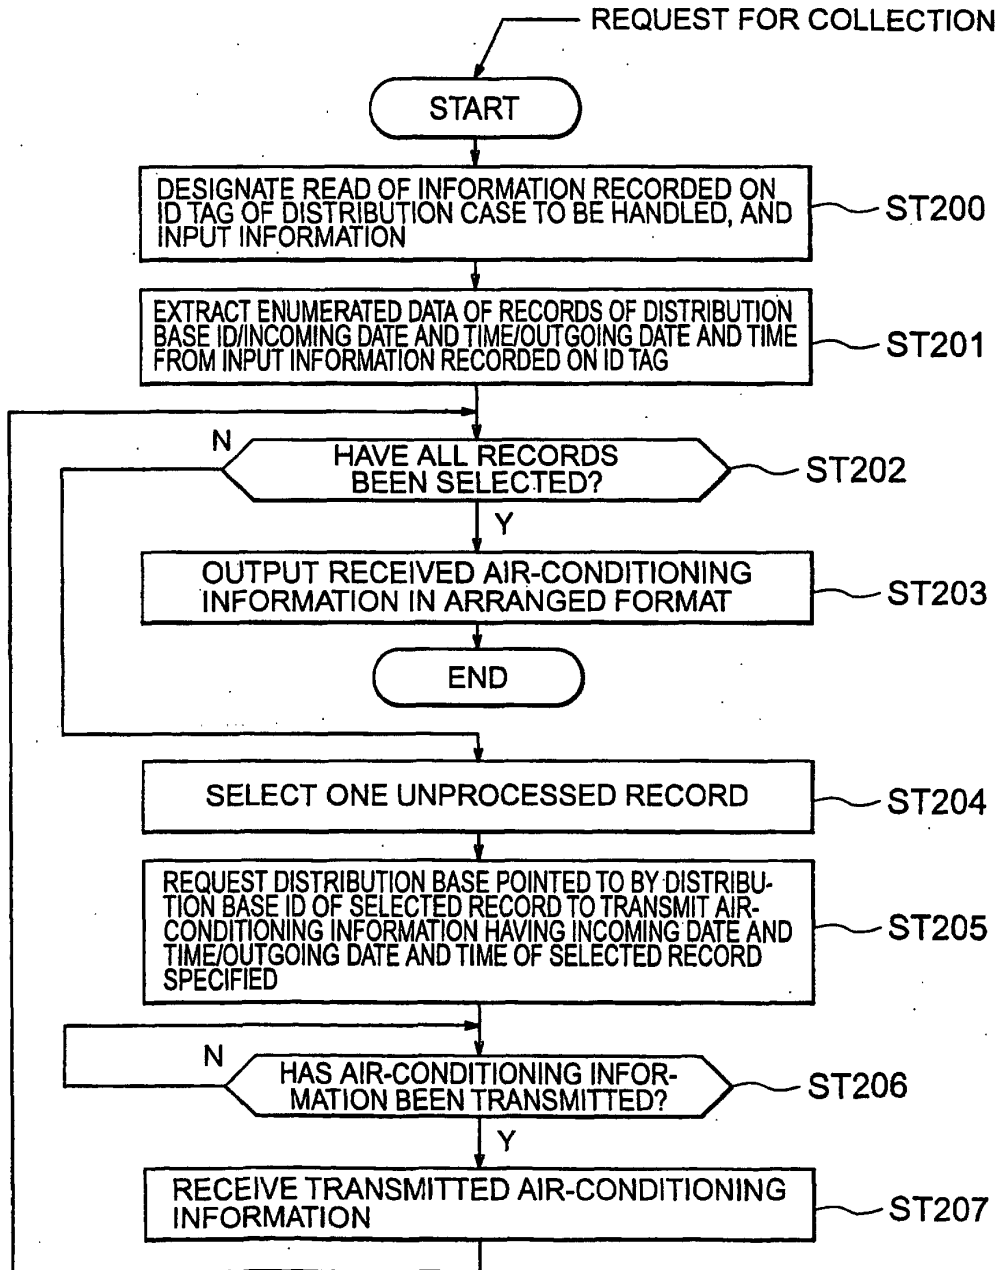 REQUEST FOR COLLECTION
START
DESIGNATE READ OF INFORMATION RECORDED ON
ID TAG OF DISTRIBUTION CASE TO BE HANDLED, AND
INPUT INFORMATION
ST200
EXTRACT ENUMERATED DATA OF RECORDS OF DISTRIBUTION
BASE ID/INCOMING DATE AND TIME/OUTGOING DATE AND TIME
FROM INPUT INFORMATION RECORDED ON ID TAG
ST201
N
HAVE ALL RECORDS
BEEN SELECTED?
ST202
Y
OUTPUT RECEIVED AIR-CONDITIONING
INFORMATION IN ARRANGED FORMAT
ST203
END
SELECT ONE UNPROCESSED RECORD
ST204
REQUEST DISTRIBUTION BASE POINTED TO BY DISTRIBU-
TION BASE ID OF SELECTED RECORD TO TRANSMIT AIR-
CONDITIONING INFORMATION HAVING INCOMING DATE AND
TIME/OUTGOING DATE AND TIME OF SELECTED RECORD
SPECIFIED
ST205
N
HAS AIR-CONDITIONING INFOR-
MATION BEEN TRANSMITTED?
ST206
Y
RECEIVE TRANSMITTED AIR-CONDITIONING
INFORMATION
ST207